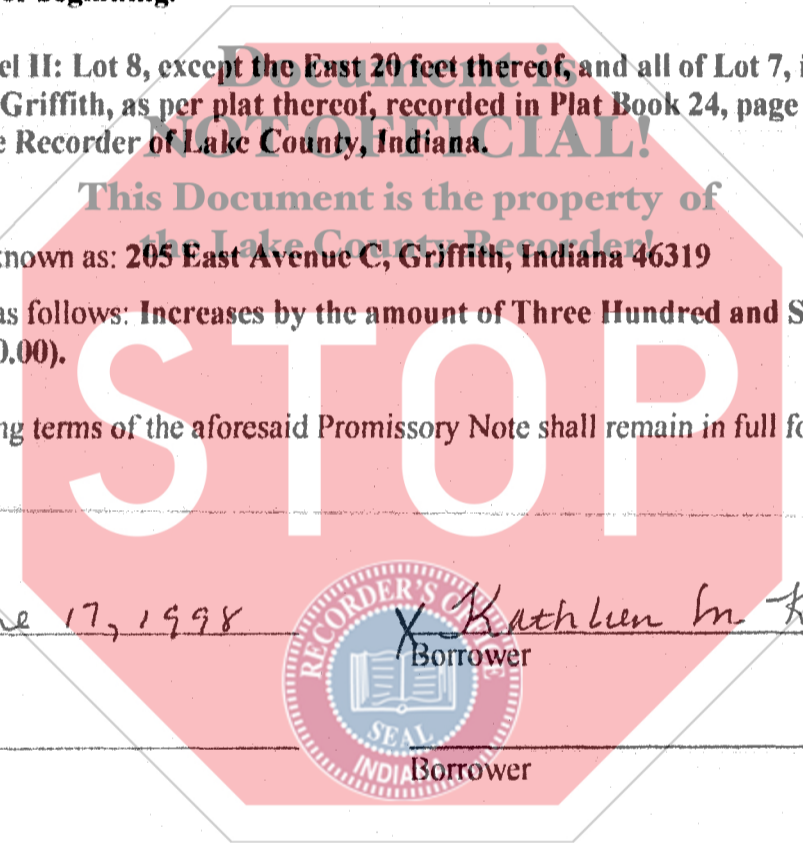 el II: Lot 8, except the East 20 feet thereof, and all of Lot 7, i
Griffith, as per plat thereof, recorded in Plat Book 24, page
e Recorder of Lake County, Indiana.
Document is
NOT OFFICIAL!
This Document is the property of
the Lake County Recorder!
known as: 205 East Avenue C, Griffith, Indiana 46319
as follows: Increases by the amount of Three Hundred and S
0.00).
STOP
ng terms of the aforesaid Promissory Note shall remain in full fo
ne 17, 1998
X Kathleen M K
Borrower
RECORDER'S OFFICE
SEAL
INDIANA
Borrower